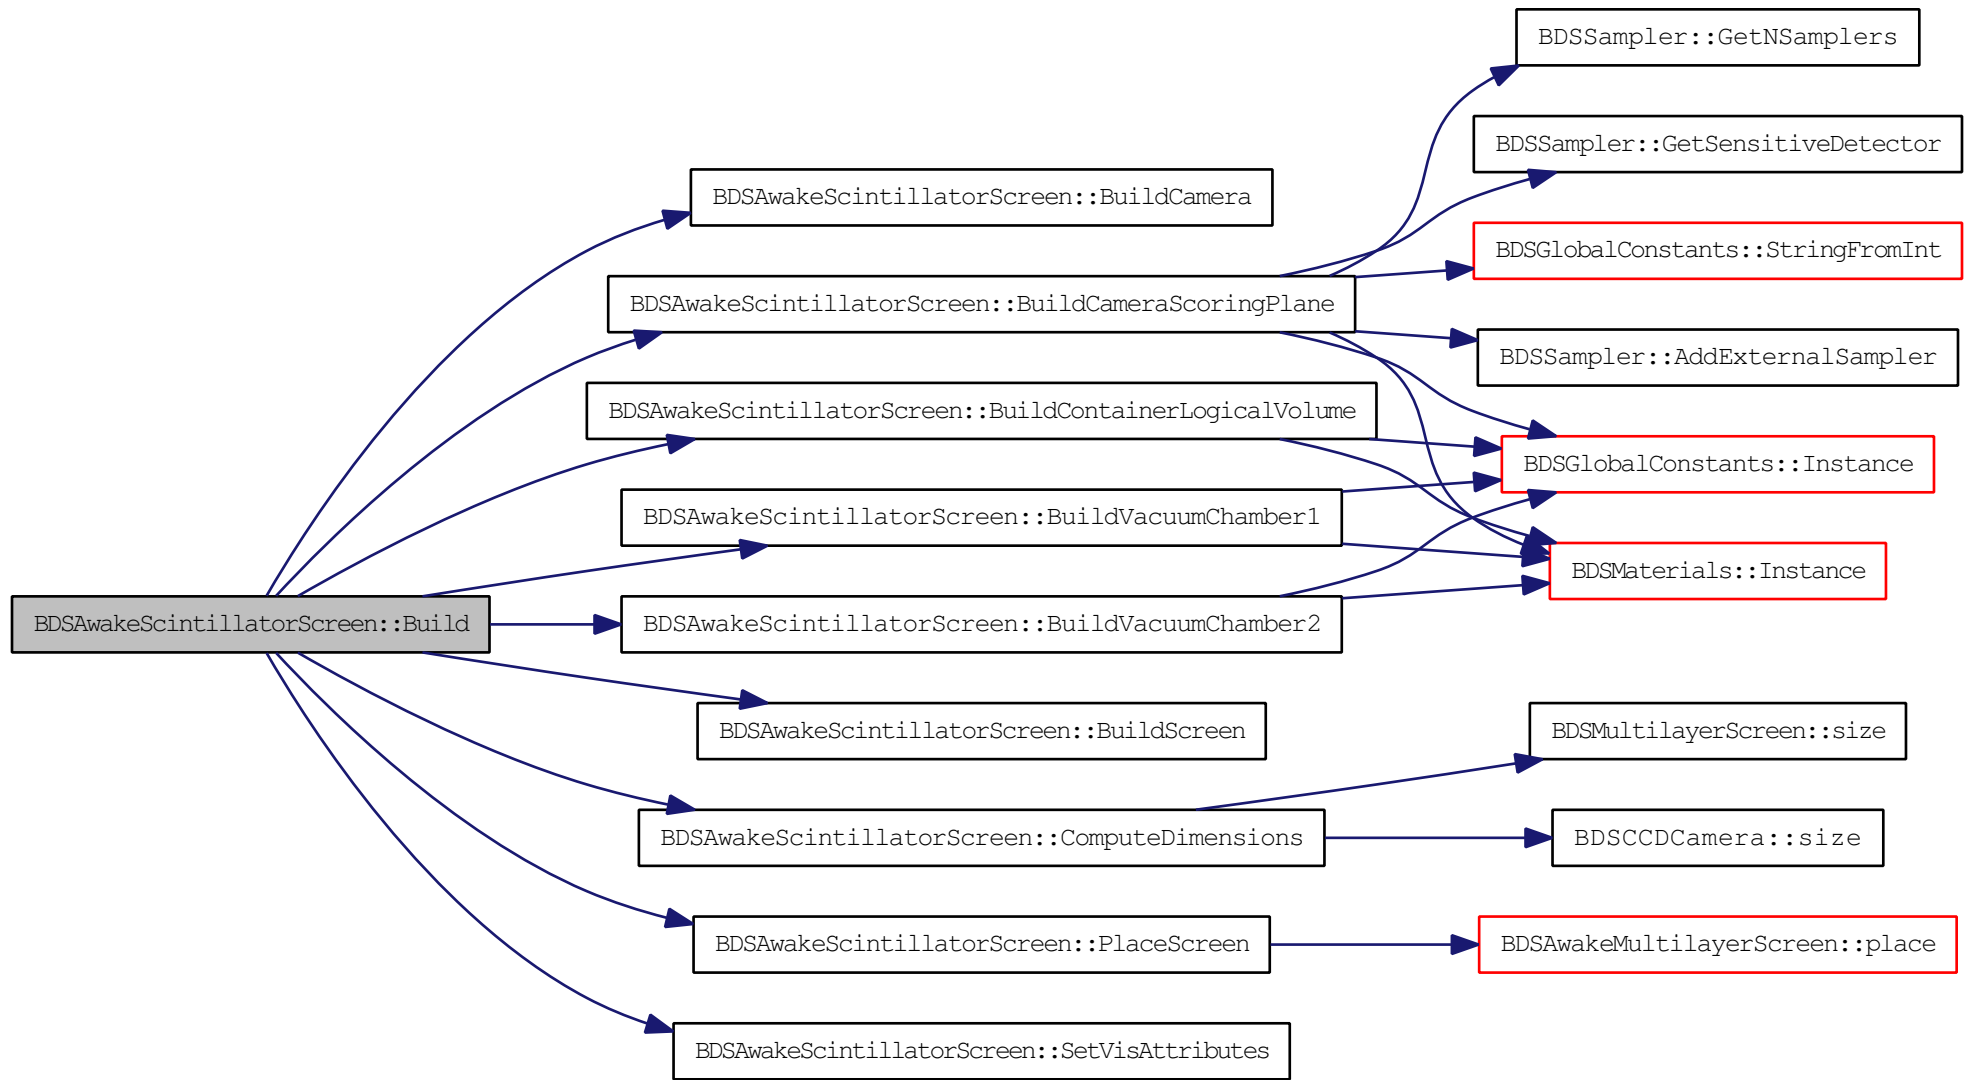 BDSAwakeScintillatorScreen::Build
BDSAwakeScintillatorScreen::BuildCamera
BDSAwakeScintillatorScreen::BuildCameraScoringPlane
BDSAwakeScintillatorScreen::BuildContainerLogicalVolume
BDSAwakeScintillatorScreen::BuildVacuumChamber1
BDSAwakeScintillatorScreen::BuildVacuumChamber2
BDSAwakeScintillatorScreen::BuildScreen
BDSAwakeScintillatorScreen::ComputeDimensions
BDSAwakeScintillatorScreen::PlaceScreen
BDSAwakeScintillatorScreen::SetVisAttributes
BDSSampler::GetNSamplers
BDSSampler::GetSensitiveDetector
BDSGlobalConstants::StringFromInt
BDSSampler::AddExternalSampler
BDSGlobalConstants::Instance
BDSMaterials::Instance
BDSMultilayerScreen::size
BDSCCDCamera::size
BDSAwakeMultilayerScreen::place